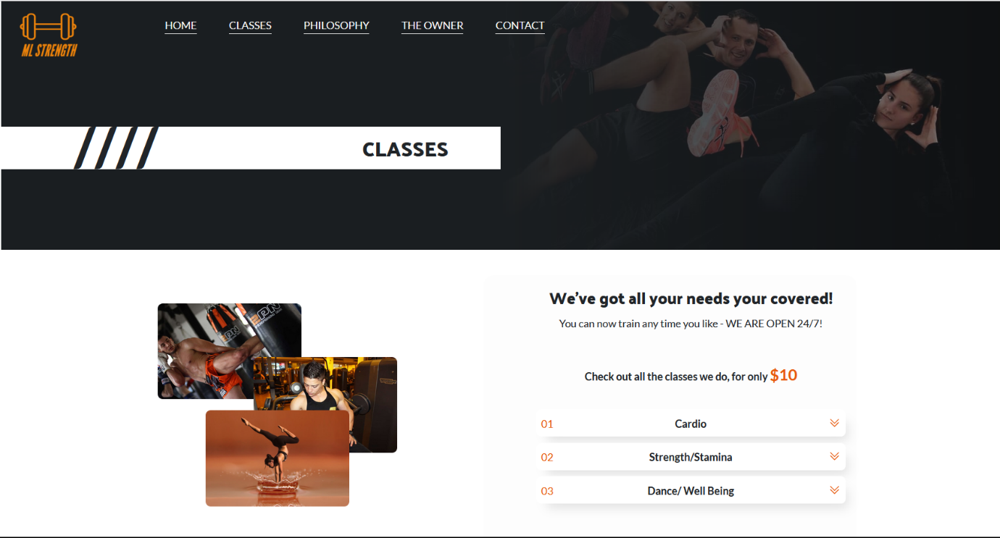 ML STRENGTH
HOME CLASSES PHILOSOPHY THE OWNER CONTACT
CLASSES
We've got all your needs your covered!
You can now train any time you like - WE ARE OPEN 24/7!
Check out all the classes we do, for only $10
01 Cardio
02 Strength/Stamina
03 Dance/ Well Being